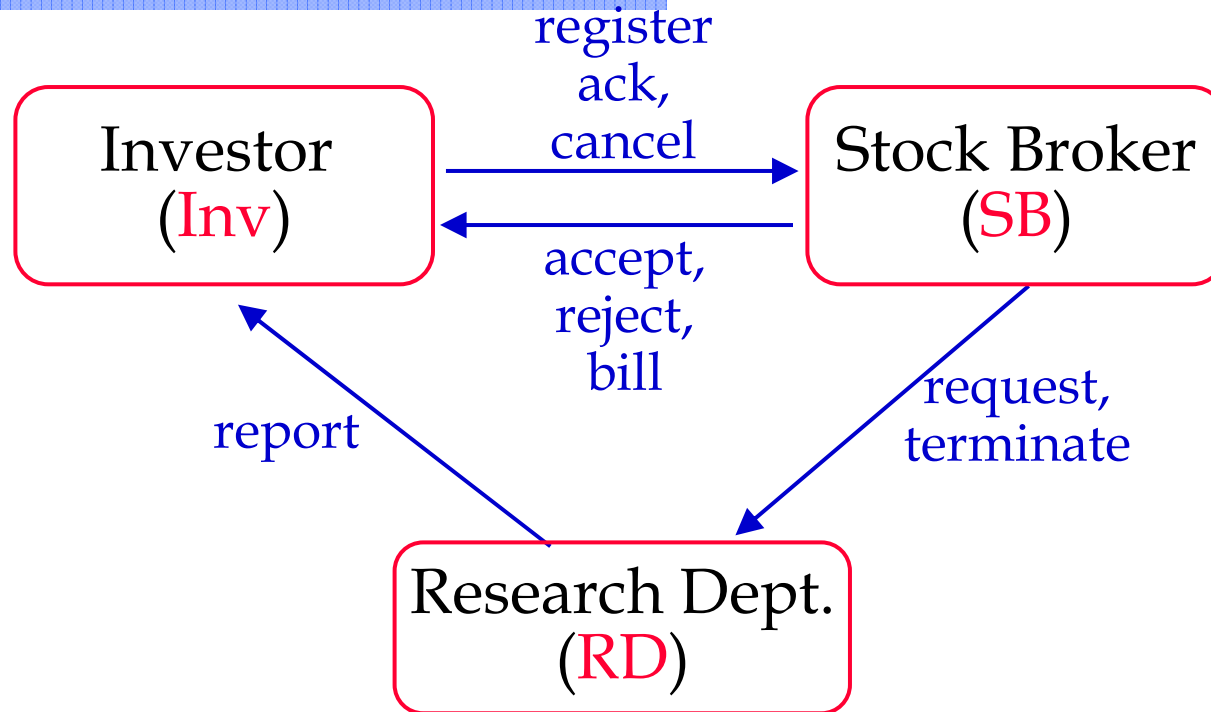 register
ack,
cancel
Investor
(Inv)
Stock Broker
(SB)
accept,
reject,
bill
request,
terminate
report
Research Dept.
(RD)